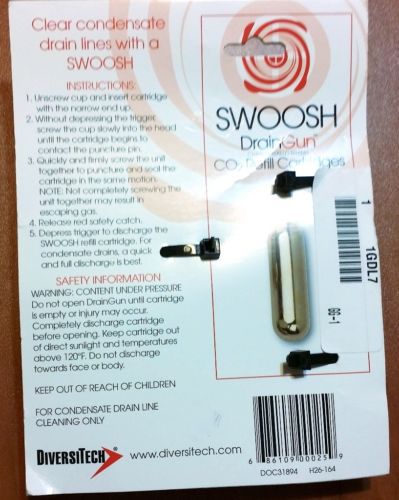 Clear condensate
drain lines with a
SWOOSH
INSTRUCTIONS:
1. Unscrew cup and insert cartridge
with the narrow end up.
2. Without depressing the trigger,
screw the cup slowly into the head
until the cartridge begins to
contact the puncture pin.
3. Quickly and firmly screw the unit
together to puncture and seal the
cartridge in the same motion.
NOTE: Not completely screwing the
unit together may result in
escaping gas.
4. Release red safety catch.
5. Depress trigger to discharge the
SWOOSH refill cartridge. For
condensate drains, a quick
and full discharge is best.
SAFETY INFORMATION
WARNING: CONTENT UNDER PRESSURE
Do not open DrainGun until cartridge
is empty or injury may occur.
Completely discharge cartridge
before opening. Keep cartridge out
of direct sunlight and temperatures
above 120°F. Do not discharge
towards face or body.
KEEP OUT OF REACH OF CHILDREN
FOR CONDENSATE DRAIN LINE
CLEANING ONLY
DIVERSITECH® www.diversitech.com
SWOOSH
DrainGun™
CO2 Refill Cartridges
1
1GDL7
6 86109 00025 9
DOC31894 H26-164